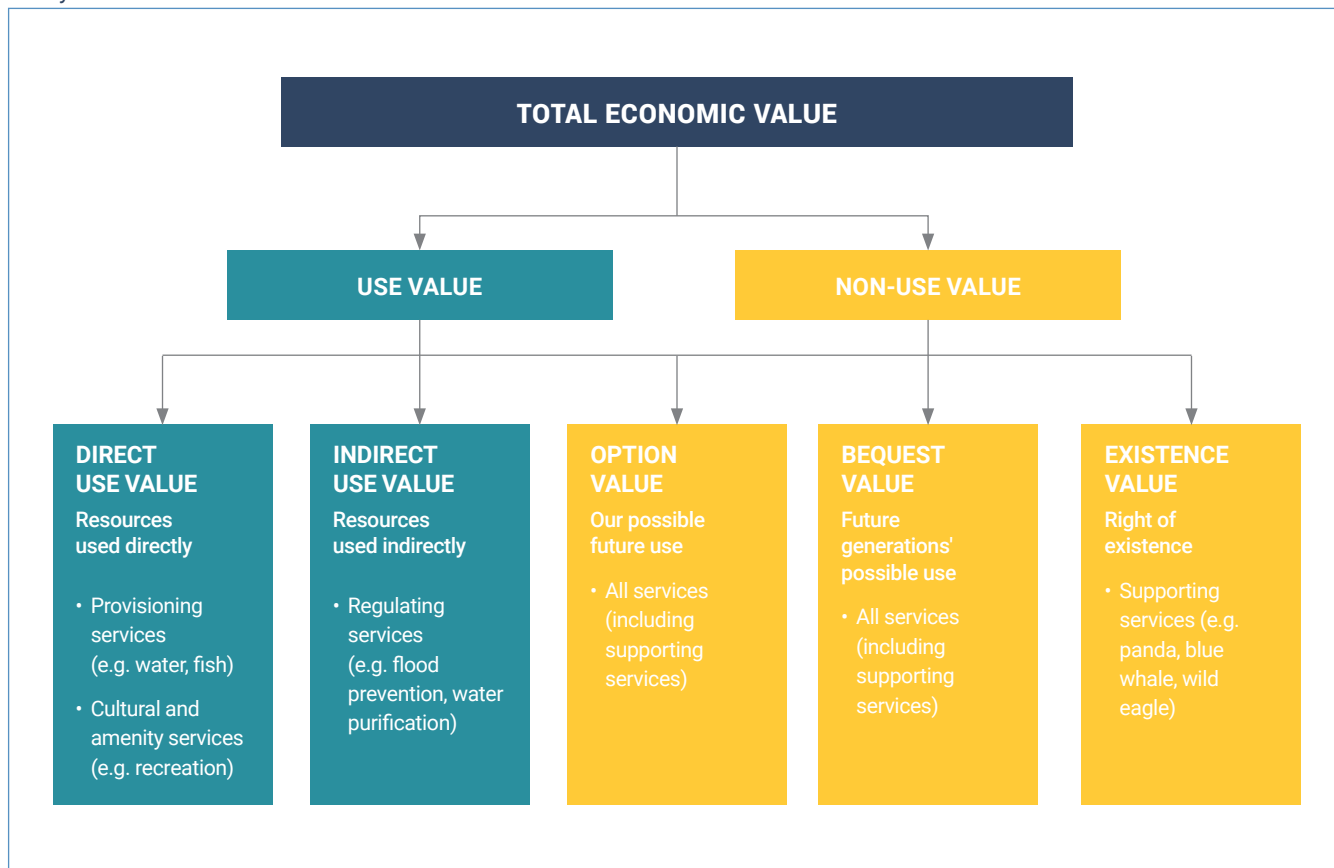 TOTAL ECONOMIC VALUE
USE VALUE
NON-USE VALUE
DIRECT
USE VALUE
Resources
used directly
• Provisioning
services
(e.g. water, fish)
• Cultural and
amenity services
(e.g. recreation)
INDIRECT
USE VALUE
Resources
used indirectly
• Regulating
services
(e.g. flood
prevention, water
purification)
OPTION
VALUE
Our possible
future use
• All services
(including
supporting
services)
BEQUEST
VALUE
Future
generations'
possible use
• All services
(including
supporting
services)
EXISTENCE
VALUE
Right of
existence
• Supporting
services (e.g.
panda, blue
whale, wild
eagle)